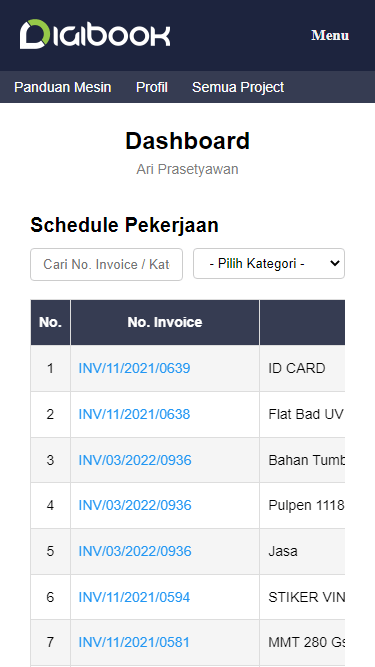 Digibook
Menu
Panduan Mesin Profil Semua Project
Dashboard
Ari Prasetyawan
Schedule Pekerjaan
Cari No. Invoice / Kat
- Pilih Kategori -
No. No. Invoice
1 INV/11/2021/0639 ID CARD
2 INV/11/2021/0638 Flat Bad UV
3 INV/03/2022/0936 Bahan Tumb
4 INV/03/2022/0936 Pulpen 1118
5 INV/03/2022/0936 Jasa
6 INV/11/2021/0594 STIKER VIN
7 INV/11/2021/0581 MMT 280 Gs